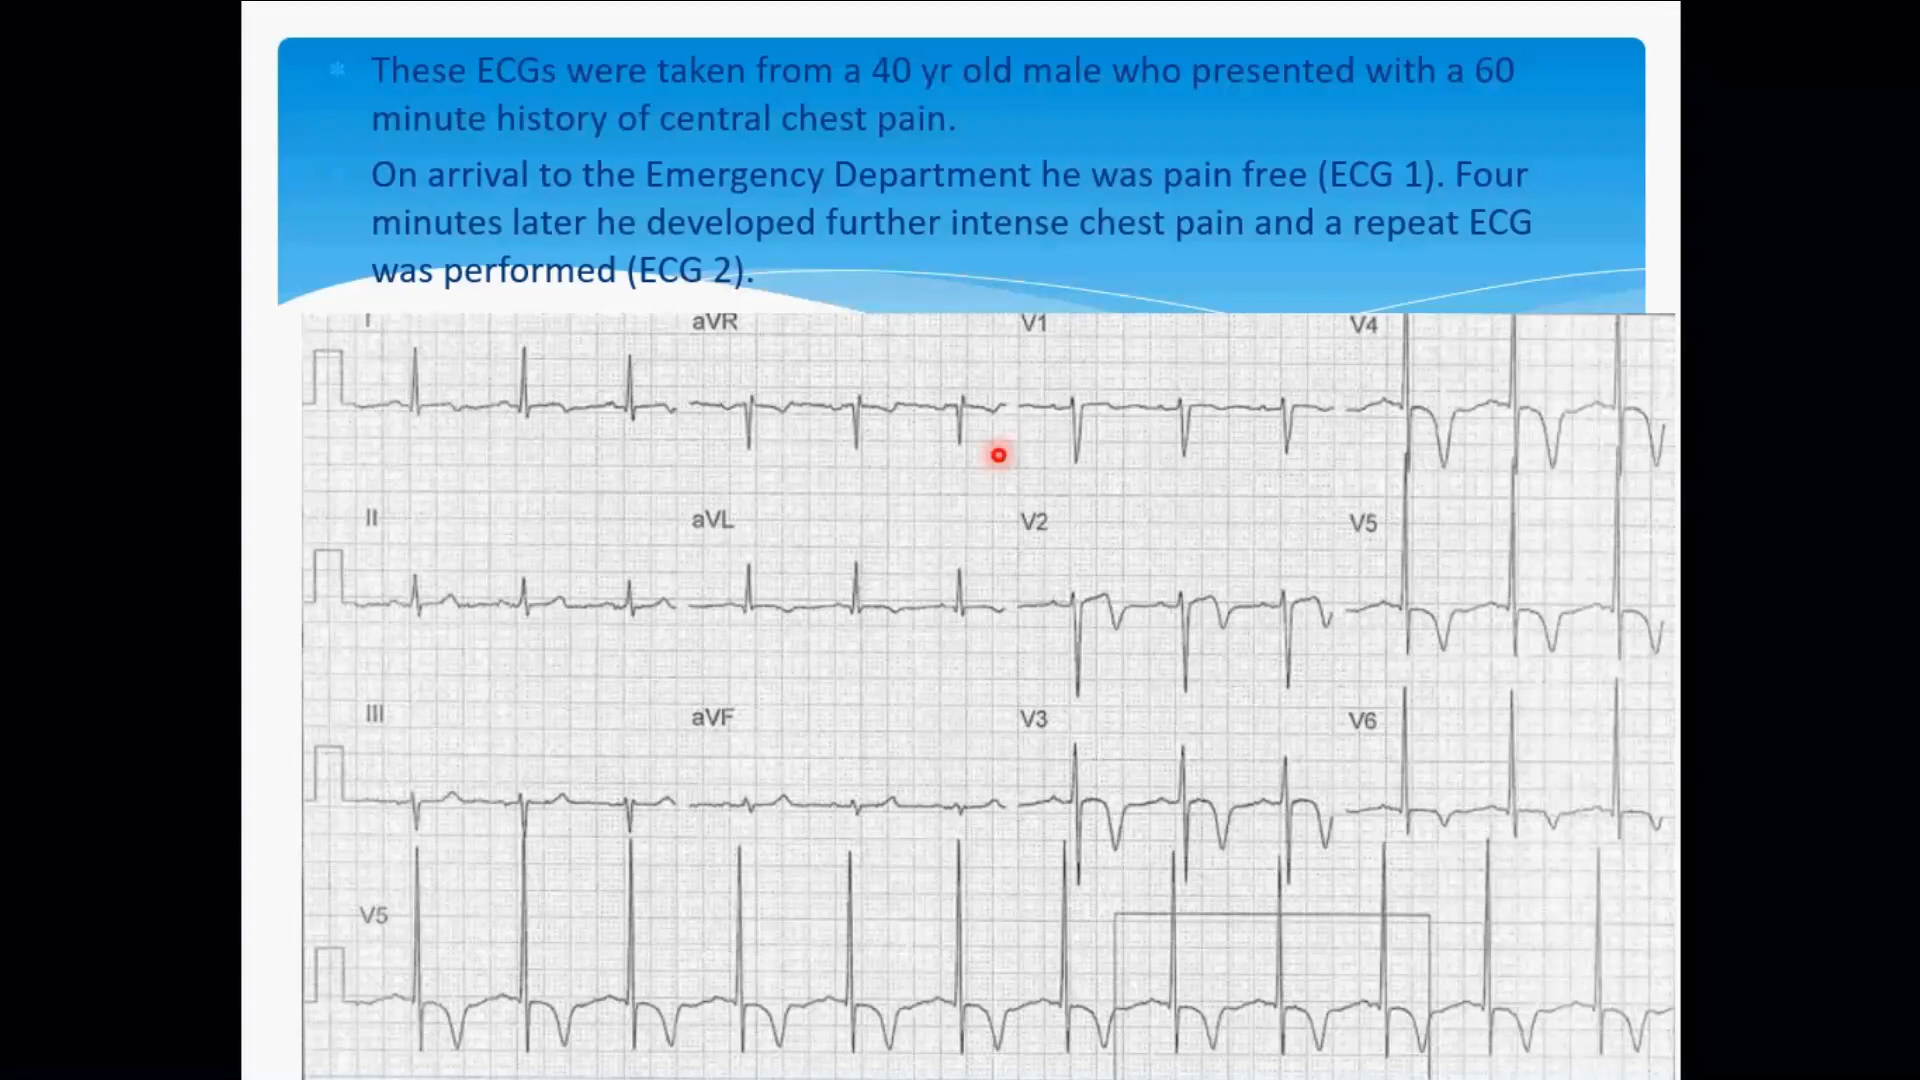 * These ECGs were taken from a 40 yr old male who presented with a 60
minute history of central chest pain.
On arrival to the Emergency Department he was pain free (ECG 1). Four
minutes later he developed further intense chest pain and a repeat ECG
was performed (ECG 2).
I aVR V1 V4
II aVL V2 V5
III aVF V3 V6
V5